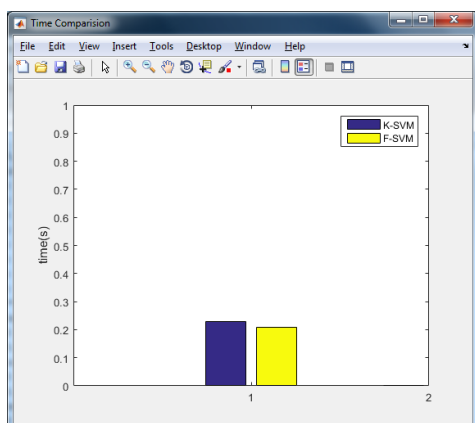 Time Comparision
File Edit View Insert Tools Desktop Window Help
1
K-SVM
0.9
F-SVM
0.8
0.7
0.6
0.5
time(s)
0.4
0.3
0.2
0.1
0
1 2